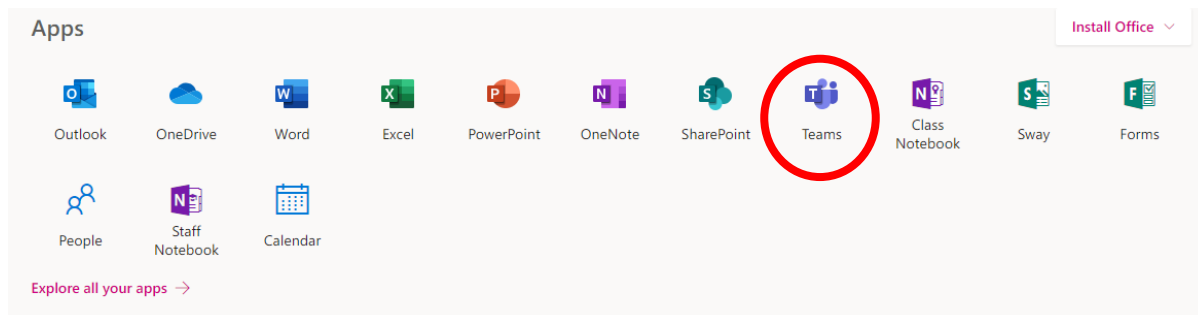 Apps
Install Office
Outlook OneDrive Word Excel PowerPoint OneNote SharePoint Teams Class Notebook Sway Forms
People Staff Notebook Calendar
Explore all your apps →